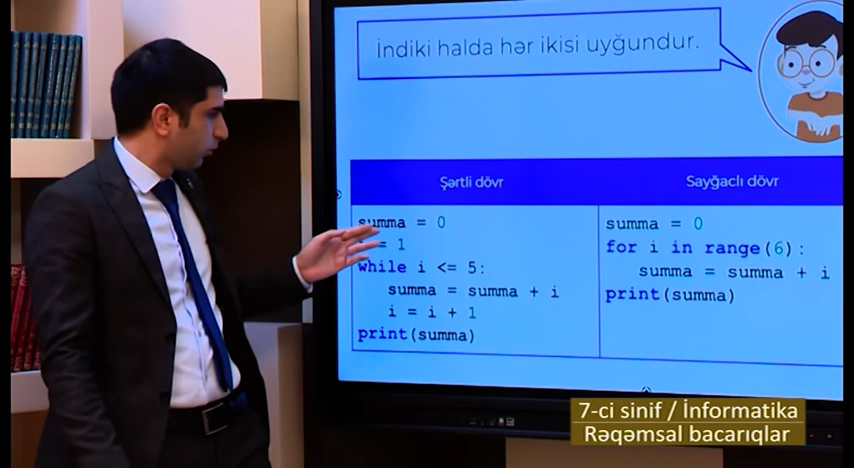 İndiki halda hər ikisi uyğundur.
Şərtli dövr
Sayğaclı dövr
summa = 0
= 1
while i <= 5:
summa = summa + i
i = i + 1
print(summa)
summa = 0
for i in range(6):
summa = summa + i
print(summa)
7-ci sinif / İnformatika
Rəqəmsal bacarıqlar